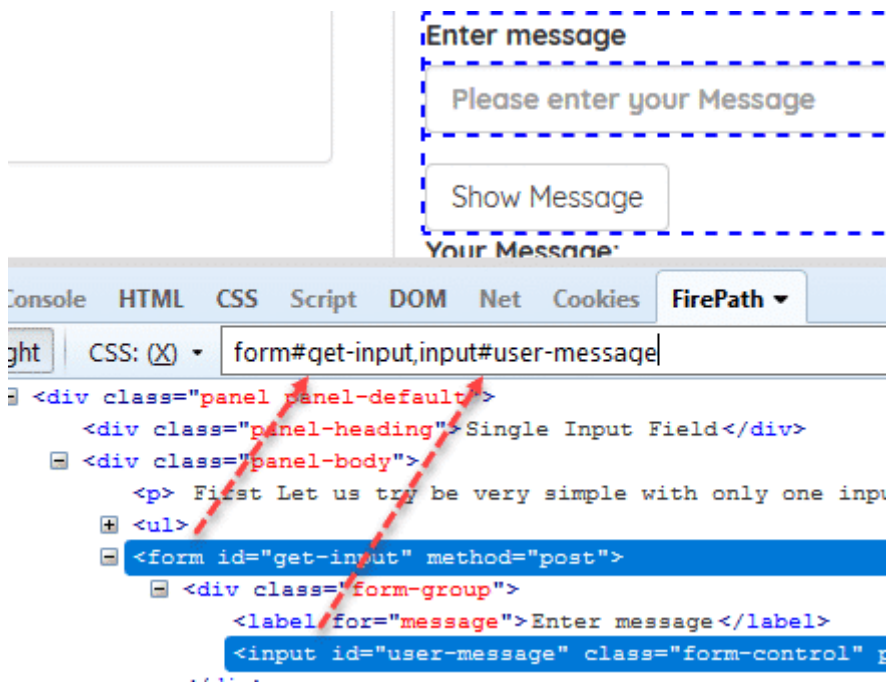 Enter message
Please enter your Message
Show Message
Your Message:
Console HTML CSS Script DOM Net Cookies FirePath
ght CSS: (X) form#get-input,input#user-message
<div class="panel panel-default">
<div class="panel-heading">Single Input Field</div>
<div class="panel-body">
<p> First Let us try be very simple with only one inpu
<ul>
<form id="get-input" method="post">
<div class="form-group">
<label for="message">Enter message</label>
<input id="user-message" class="form-control" p